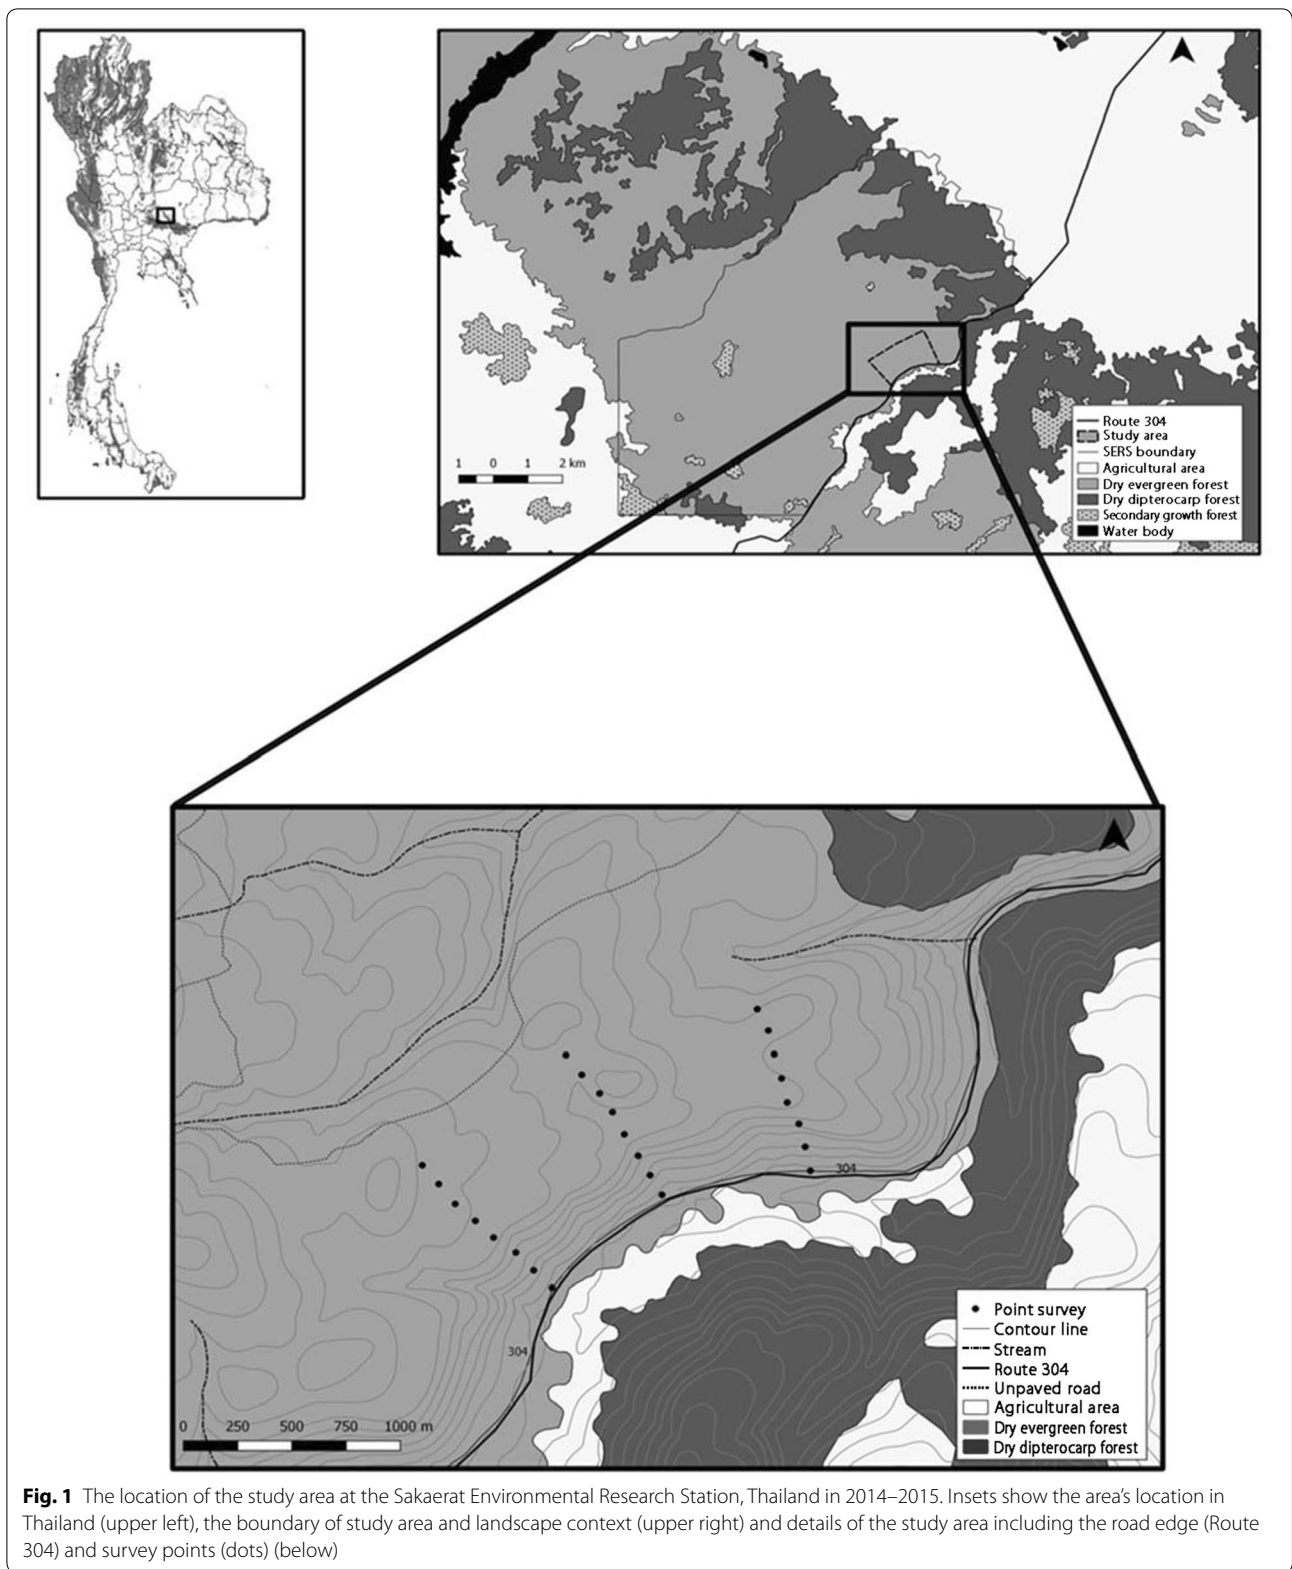 1 0 1 2 km
Route 304
Study area
SERS boundary
Agricultural area
Dry evergreen forest
Dry dipterocarp forest
Secondary growth forest
Water body
304
304
0 250 500 750 1000 m
Point survey
Contour line
Stream
Route 304
Unpaved road
Agricultural area
Dry evergreen forest
Dry dipterocarp forest
Fig. 1 The location of the study area at the Sakaerat Environmental Research Station, Thailand in 2014–2015. Insets show the area's location in
Thailand (upper left), the boundary of study area and landscape context (upper right) and details of the study area including the road edge (Route
304) and survey points (dots) (below)